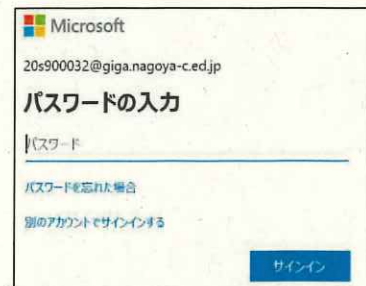 Microsoft
20s900032@giga.nagoya-c.ed.jp
パスワードの入力
パスワード
パスワードを忘れた場合
別のアカウントでサインインする
サインイン